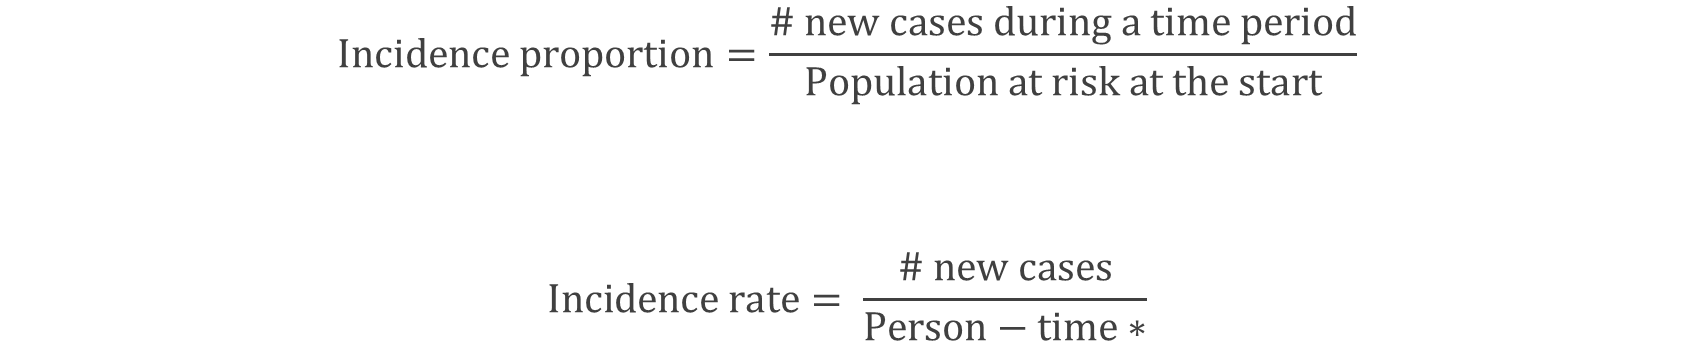 # new cases during a time period
Incidence proportion =
Population at risk at the start
# new cases
Incidence rate =
Person − time *